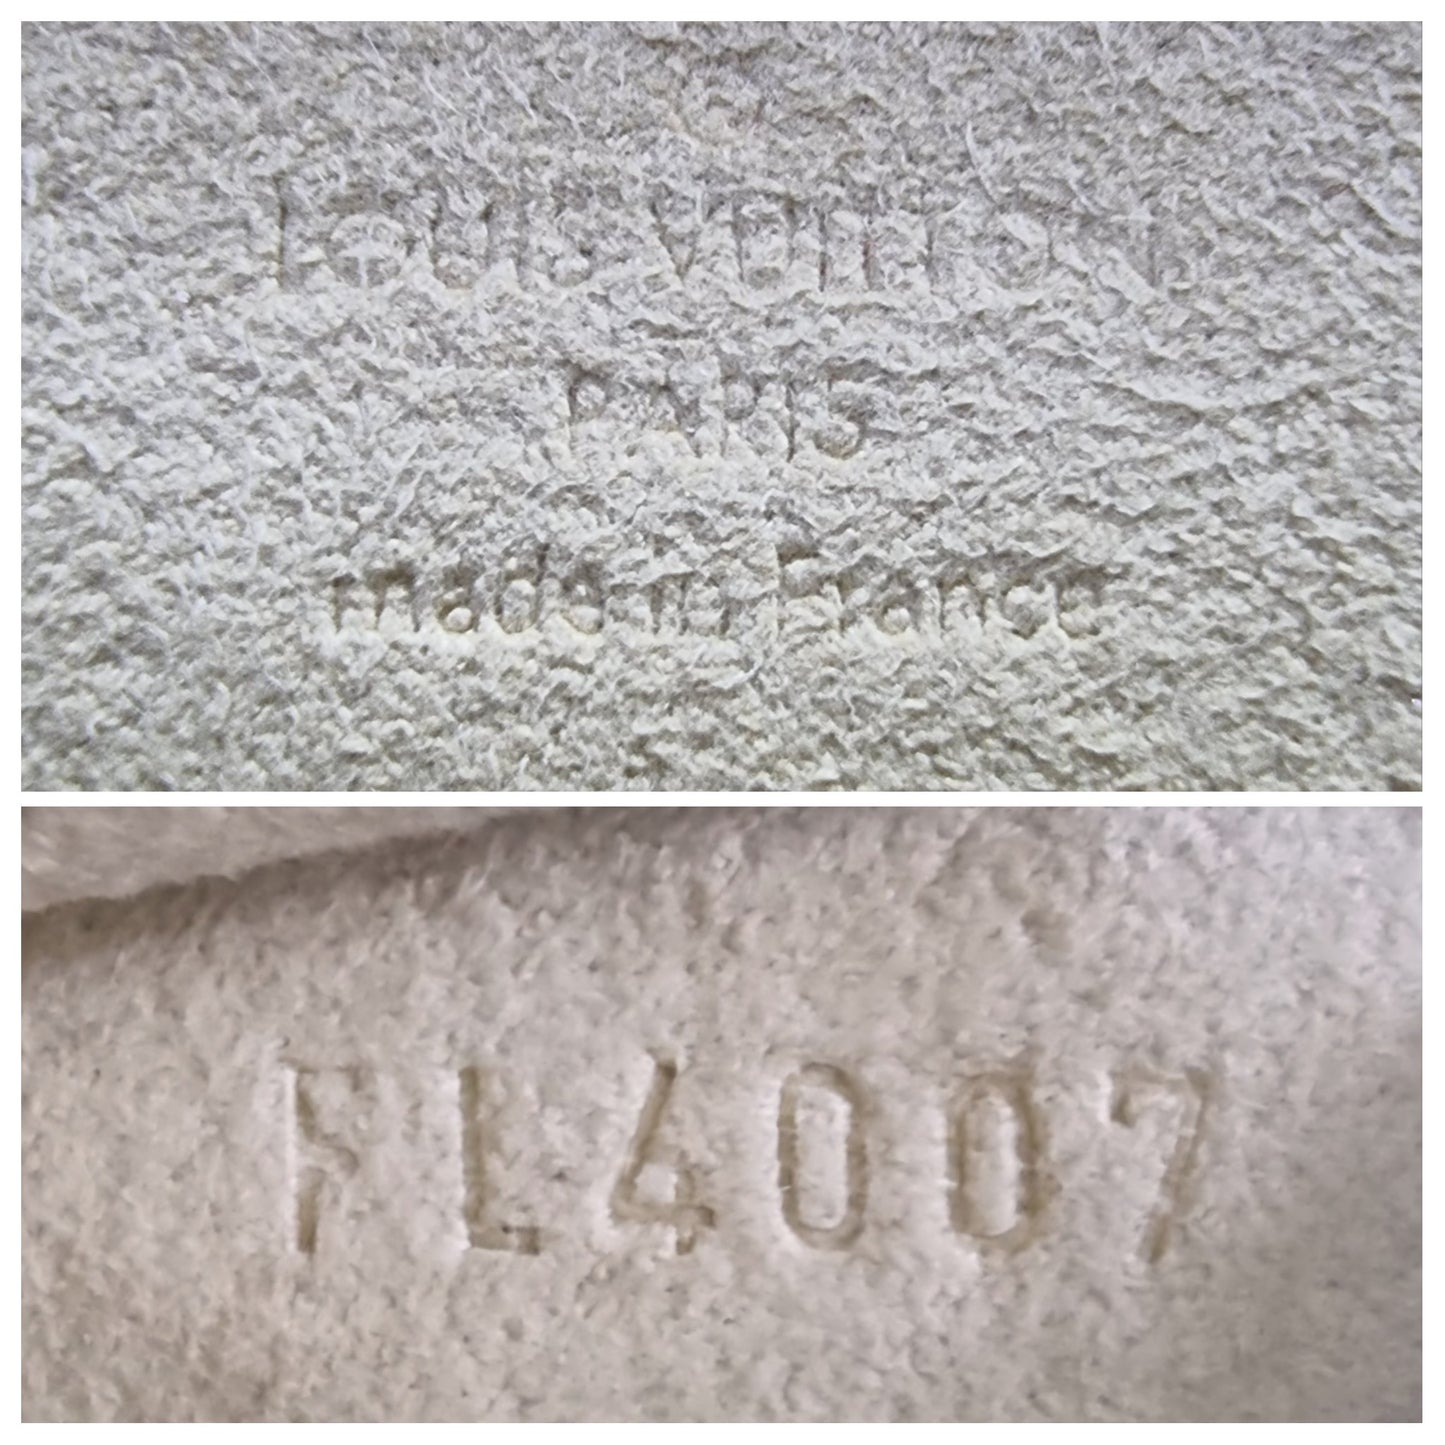 LOUIS VUITTON
PARIS
made in France
FL4007